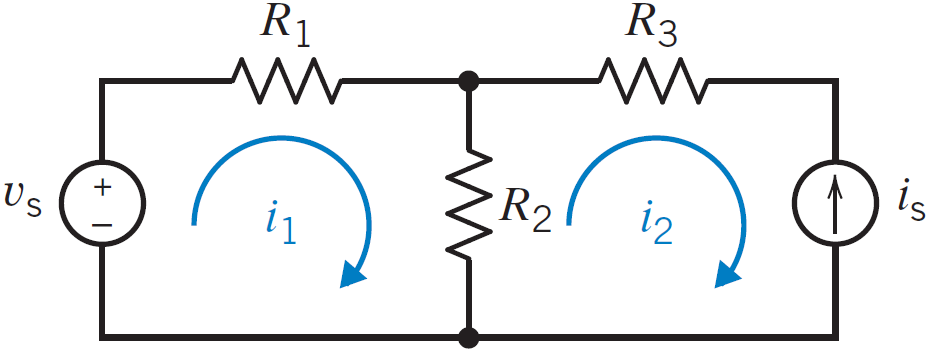 R1 R3
+
−
vs
i1
R2
i2
is